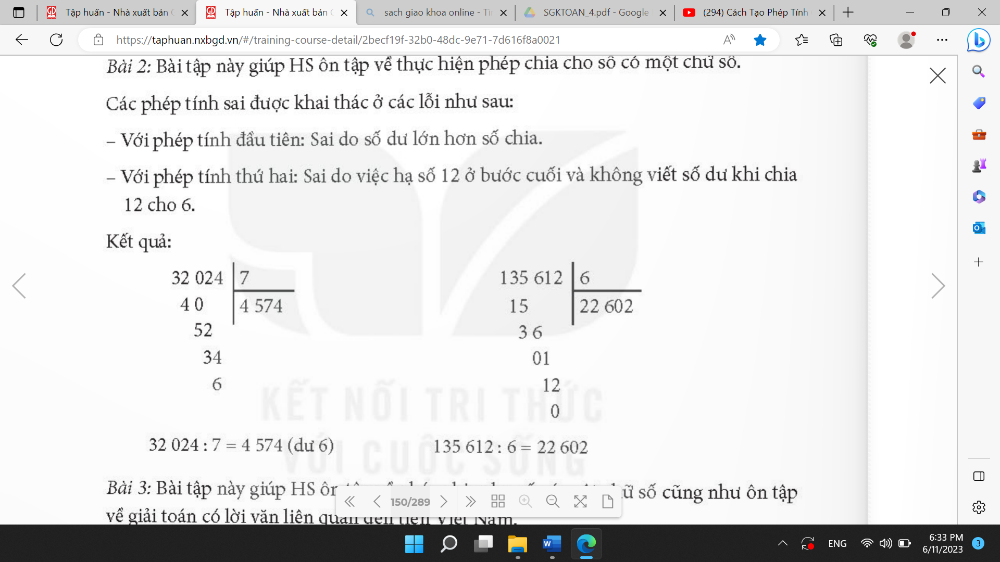 Tập huấn - Nhà xuất bản
Tập huấn - Nhà xuất bản
sach giao khoa online - Tì
SGKTOAN_4.pdf - Google
(294) Cách Tạo Phép Tính
https://taphuan.nxbgd.vn/#/training-course-detail/2becf19f-32b0-48dc-9e71-7d616f8a0021
Bài 2: Bài tập này giúp HS ôn tập về thực hiện phép chia cho số có một chữ số.
Các phép tính sai được khai thác ở các lỗi như sau:
– Với phép tính đầu tiên: Sai do số dư lớn hơn số chia.
– Với phép tính thứ hai: Sai do việc hạ số 12 ở bước cuối và không viết số dư khi chia
12 cho 6.
Kết quả:
32 024 7
4 0 4 574
52
34
6
135 612 6
15 22 602
3 6
01
12
0
KẾT NỐI TRI THỨC
VỚI CUỘC SỐNG
32 024 : 7 = 4 574 (dư 6)
135 612 : 6 = 22 602
Bài 3: Bài tập này giúp HS ôn chữ số cũng như ôn tập
về giải toán có lời văn liên quan đến tiền Việt Nam.
150/289
ENG
6:33 PM
6/11/2023
3